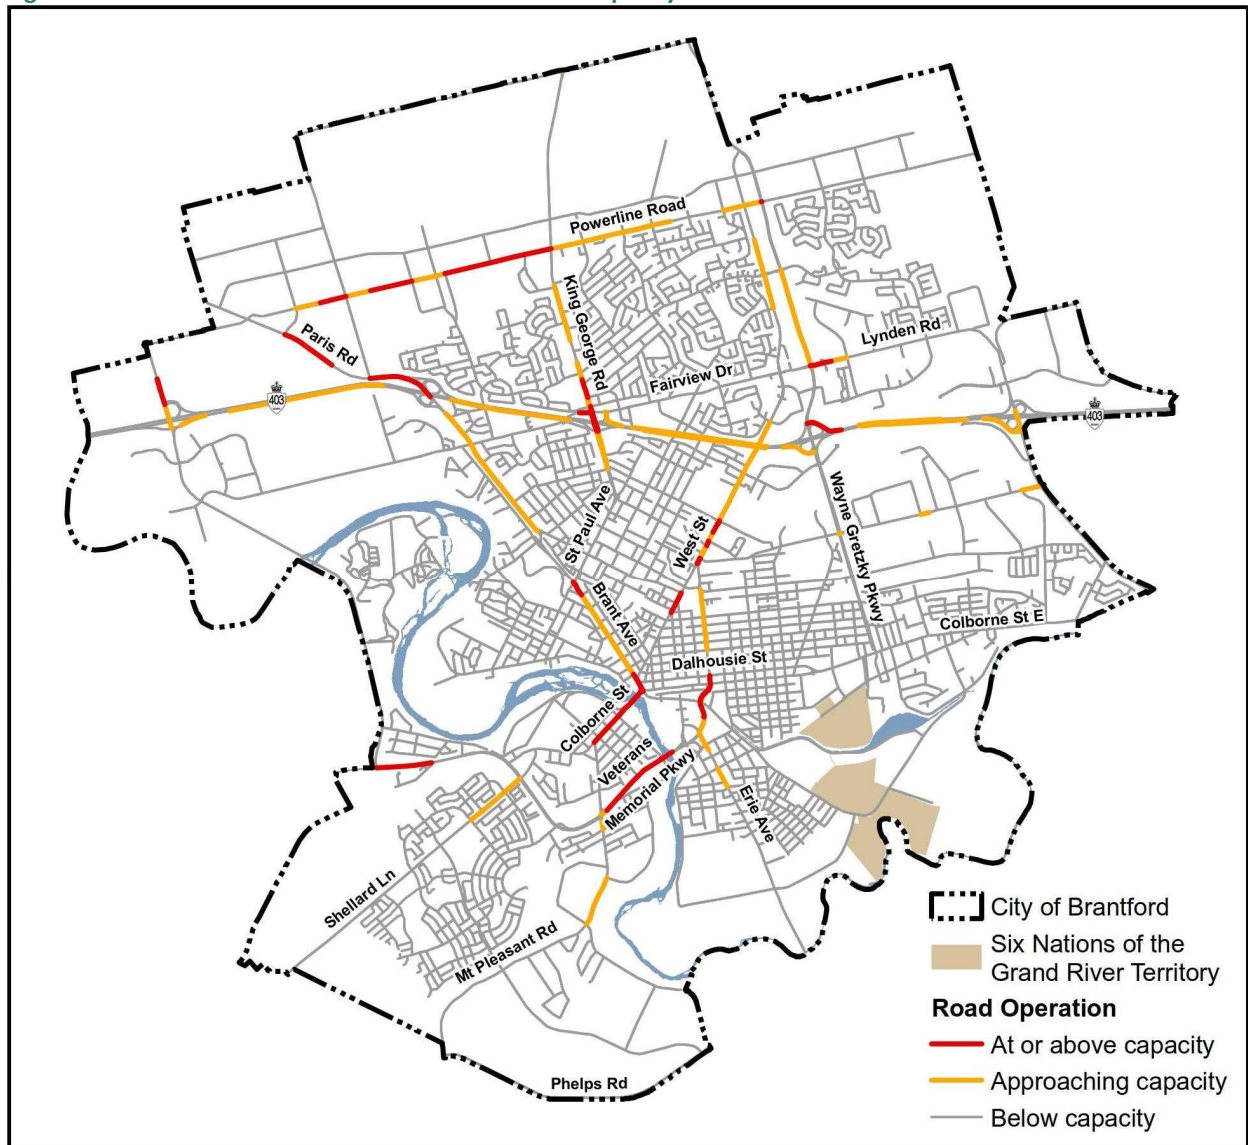 Powerline Road
King George Rd
Paris Rd
Lynden Rd
Fairview Dr
403
403
St Paul Ave
West St
Wayne Gretzky Pkwy
Brant Ave
Colborne St E
Dalhousie St
Colborne St
Veterans
Memorial Pkwy
Erie Ave
Shellard Ln
Mt Pleasant Rd
Phelps Rd
City of Brantford
Six Nations of the
Grand River Territory
Road Operation
At or above capacity
Approaching capacity
Below capacity